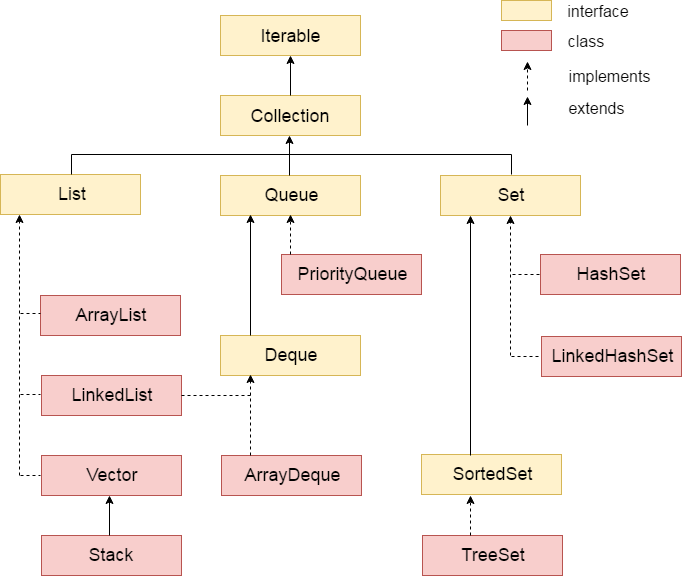 interface
Iterable
class
implements
Collection
extends
List
Queue
Set
PriorityQueue
HashSet
ArrayList
Deque
LinkedHashSet
LinkedList
Vector
ArrayDeque
SortedSet
Stack
TreeSet